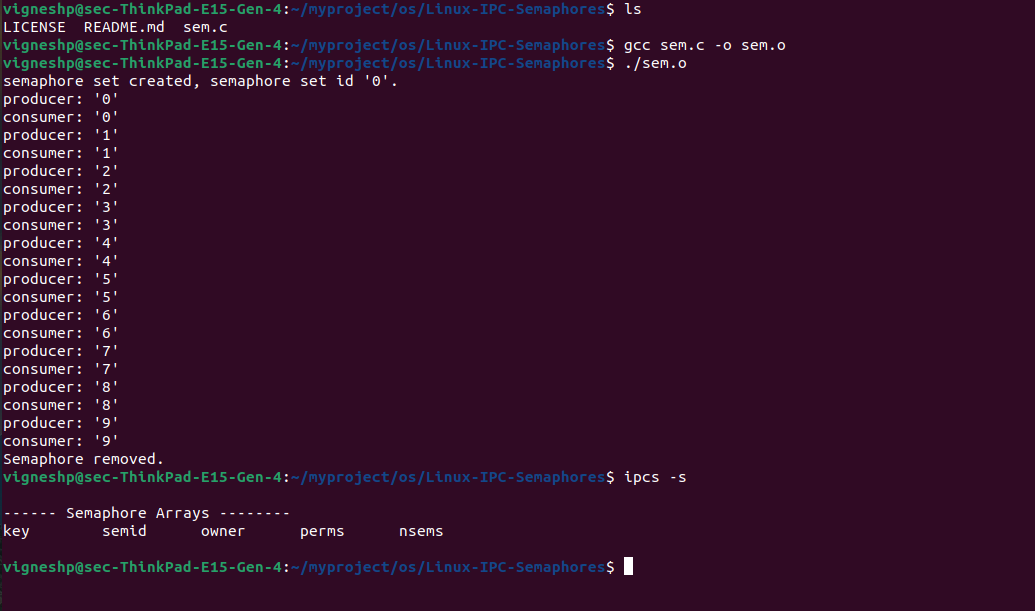 vigneshp@sec-ThinkPad-E15-Gen-4:~/myproject/os/Linux-IPC-Semaphores$ ls
LICENSE  README.md  sem.c
vigneshp@sec-ThinkPad-E15-Gen-4:~/myproject/os/Linux-IPC-Semaphores$ gcc sem.c -o sem.o
vigneshp@sec-ThinkPad-E15-Gen-4:~/myproject/os/Linux-IPC-Semaphores$ ./sem.o
semaphore set created, semaphore set id '0'.
producer: '0'
consumer: '0'
producer: '1'
consumer: '1'
producer: '2'
consumer: '2'
producer: '3'
consumer: '3'
producer: '4'
consumer: '4'
producer: '5'
consumer: '5'
producer: '6'
consumer: '6'
producer: '7'
consumer: '7'
producer: '8'
consumer: '8'
producer: '9'
consumer: '9'
Semaphore removed.
vigneshp@sec-ThinkPad-E15-Gen-4:~/myproject/os/Linux-IPC-Semaphores$ ipcs -s
------ Semaphore Arrays --------
key        semid      owner      perms      nsems
vigneshp@sec-ThinkPad-E15-Gen-4:~/myproject/os/Linux-IPC-Semaphores$